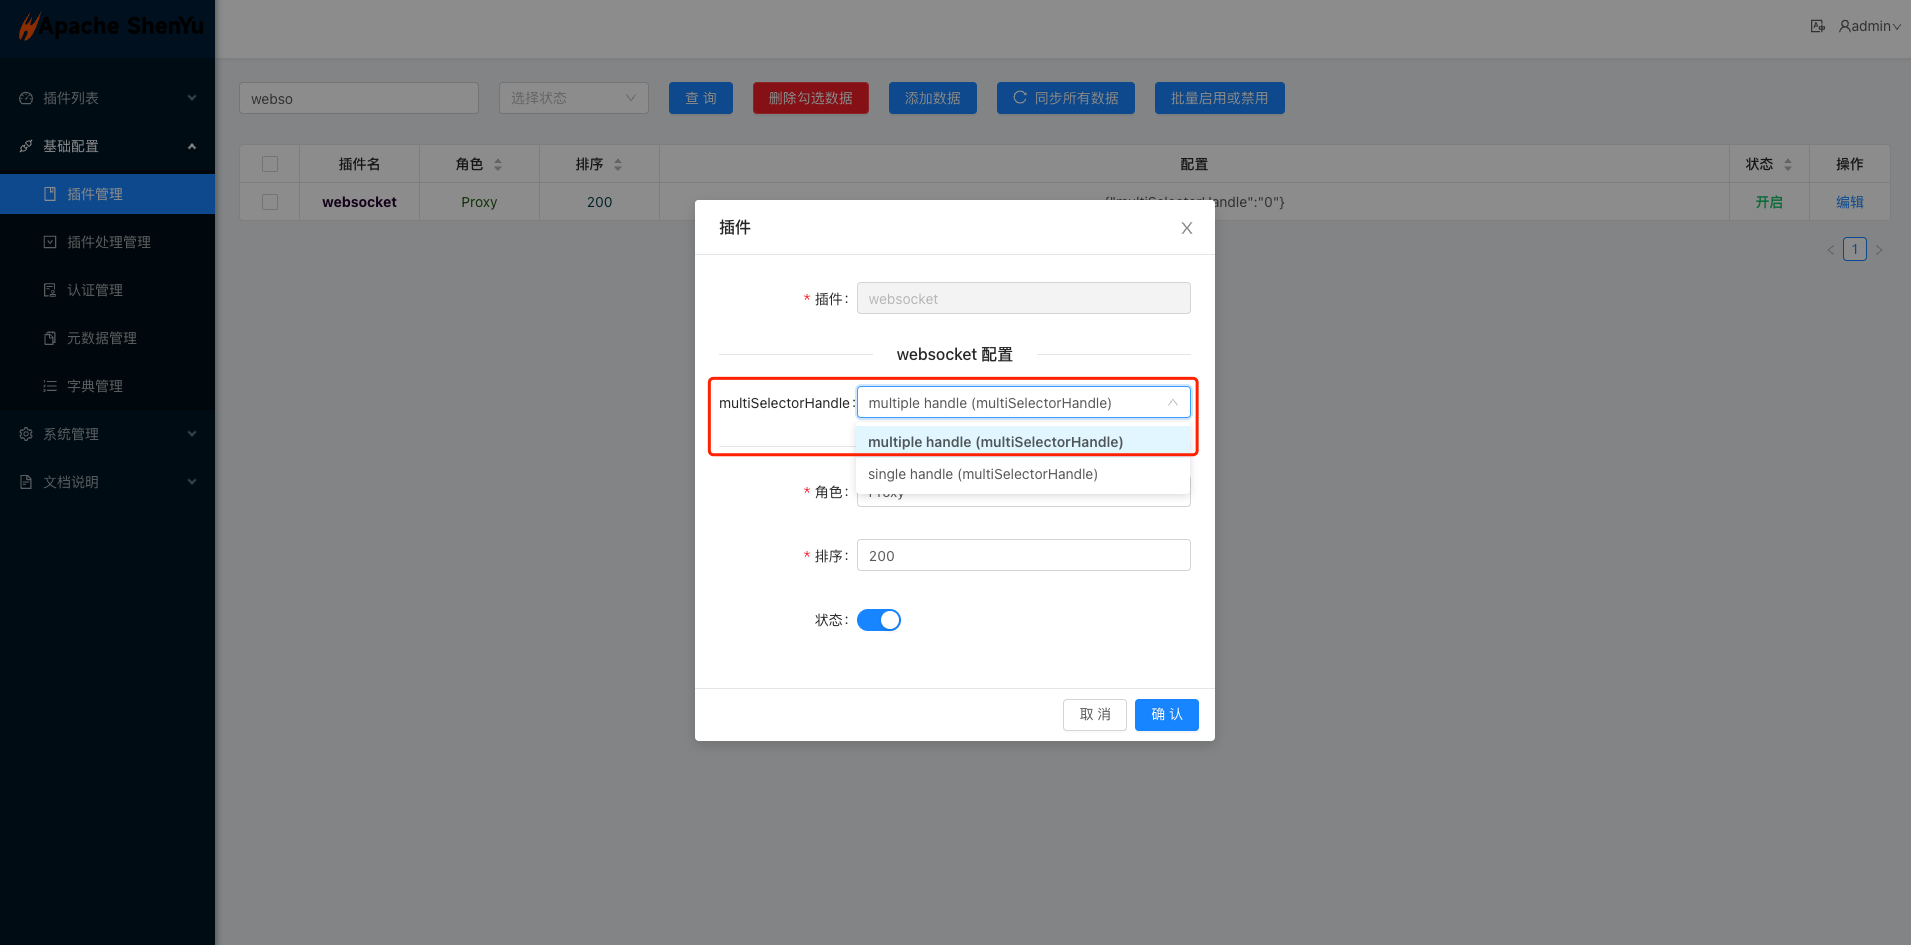 Apache ShenYu
admin
插件列表
基础配置
插件管理
插件处理管理
认证管理
元数据管理
字典管理
系统管理
文档说明
webso
选择状态
查 询
删除勾选数据
添加数据
同步所有数据
批量启用或禁用
插件名 角色 排序 配置 状态 操作
websocket Proxy 200 {"multiSelectorHandle":"0"} 开启 编辑
1
插件
* 插件: websocket
websocket 配置
multiSelectorHandle: multiple handle (multiSelectorHandle)
multiple handle (multiSelectorHandle)
single handle (multiSelectorHandle)
* 角色: Proxy
* 排序: 200
状态:
取 消
确 认